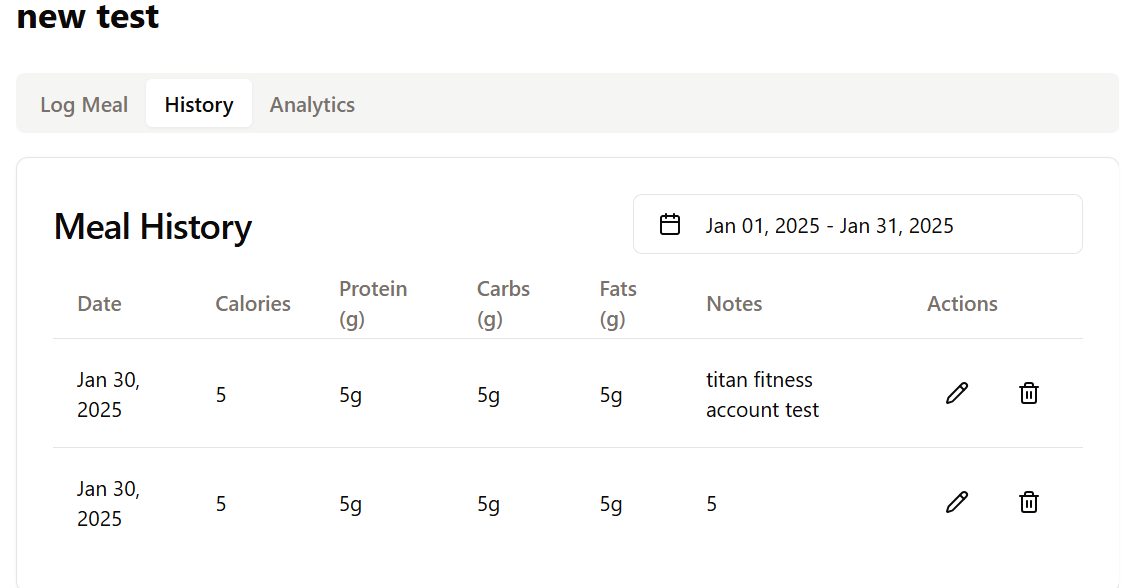 new test
Log Meal History Analytics
Meal History
Jan 01, 2025 - Jan 31, 2025
Date Calories Protein (g) Carbs (g) Fats (g) Notes Actions
Jan 30, 2025 5 5g 5g 5g titan fitness account test
Jan 30, 2025 5 5g 5g 5g 5